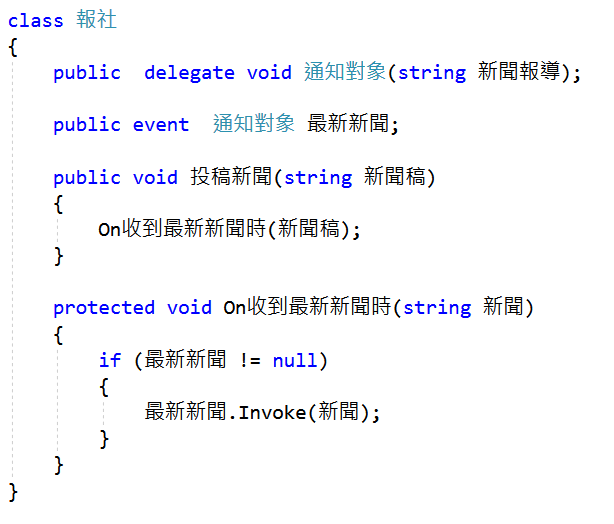 class 報社
{
    public  delegate void 通知對象(string 新聞報導);
    public event  通知對象 最新新聞;
    public void 投稿新聞(string 新聞稿)
    {
        On收到最新新聞時(新聞稿);
    }
    protected void On收到最新新聞時(string 新聞)
    {
        if (最新新聞 != null)
        {
            最新新聞.Invoke(新聞);
        }
    }
}